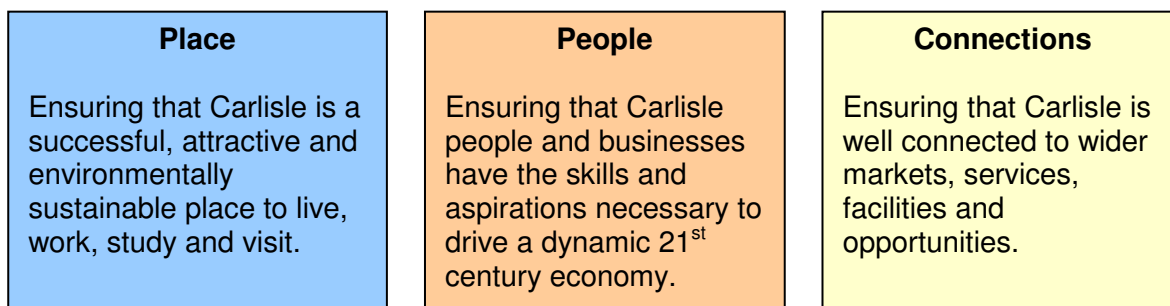 Place
Ensuring that Carlisle is a
successful, attractive and
environmentally
sustainable place to live,
work, study and visit.
People
Ensuring that Carlisle
people and businesses
have the skills and
aspirations necessary to
drive a dynamic 21st
century economy.
Connections
Ensuring that Carlisle is
well connected to wider
markets, services,
facilities and
opportunities.